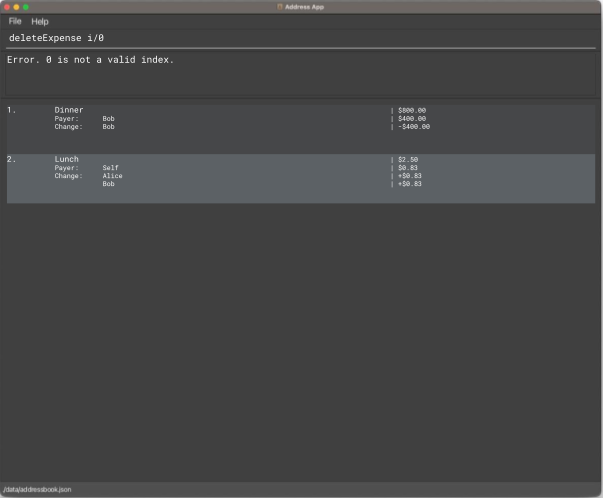 Address App
File Help
deleteExpense i/0
Error. 0 is not a valid index.
1. Dinner | $800.00
Payer: Bob | $400.00
Change: Bob | -$400.00
2. Lunch | $2.50
Payer: Self | $0.83
Change: Alice | +$0.83
Bob | +$0.83
./data/addressbook.json